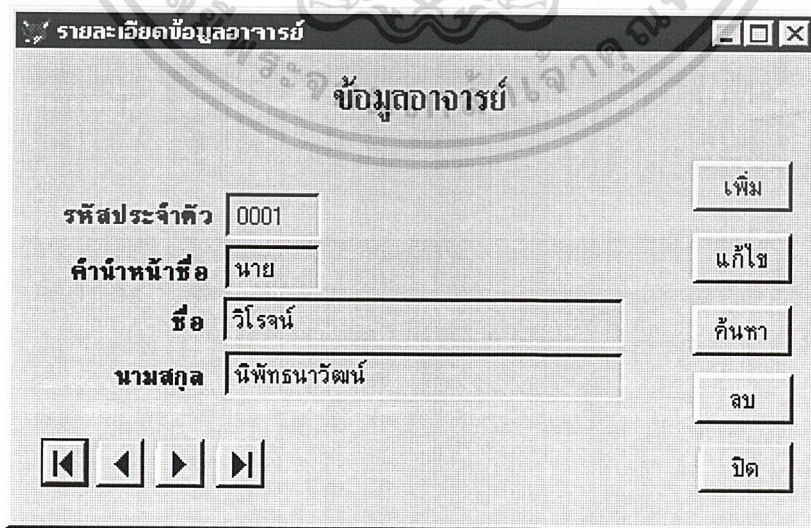 รายละเอียดข้อมูลอาจารย์
ข้อมูลอาจารย์
รหัสประจำตัว 0001
คำนำหน้าชื่อ นาย
ชื่อ วิโรจน์
นามสกุล นิพัทธนาวัฒน์
เพิ่ม
แก้ไข
ค้นหา
ลบ
ปิด